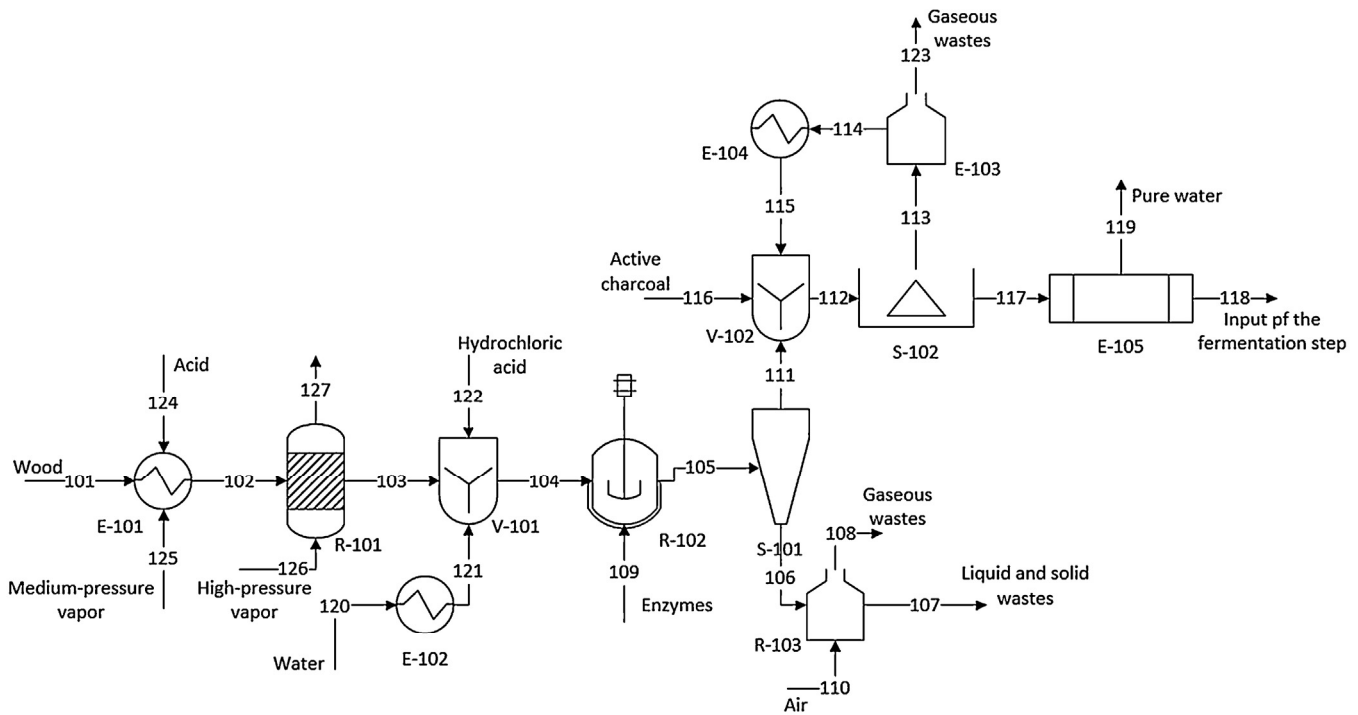 Gaseous
wastes
123
114
E-104
E-103
115
113
Pure water
119
Active
charcoal
116
112
117
118
V-102
S-102
E-105
Input pf the
fermentation step
Hydrochloric
acid
111
Acid
127
122
124
Wood
101
102
103
104
105
E-101
R-101
V-101
R-102
S-101
Gaseous
wastes
108
125
126
121
109
106
Liquid and solid
wastes
Medium-pressure
vapor
High-pressure
vapor
120
Enzymes
107
R-103
Water
E-102
110
Air